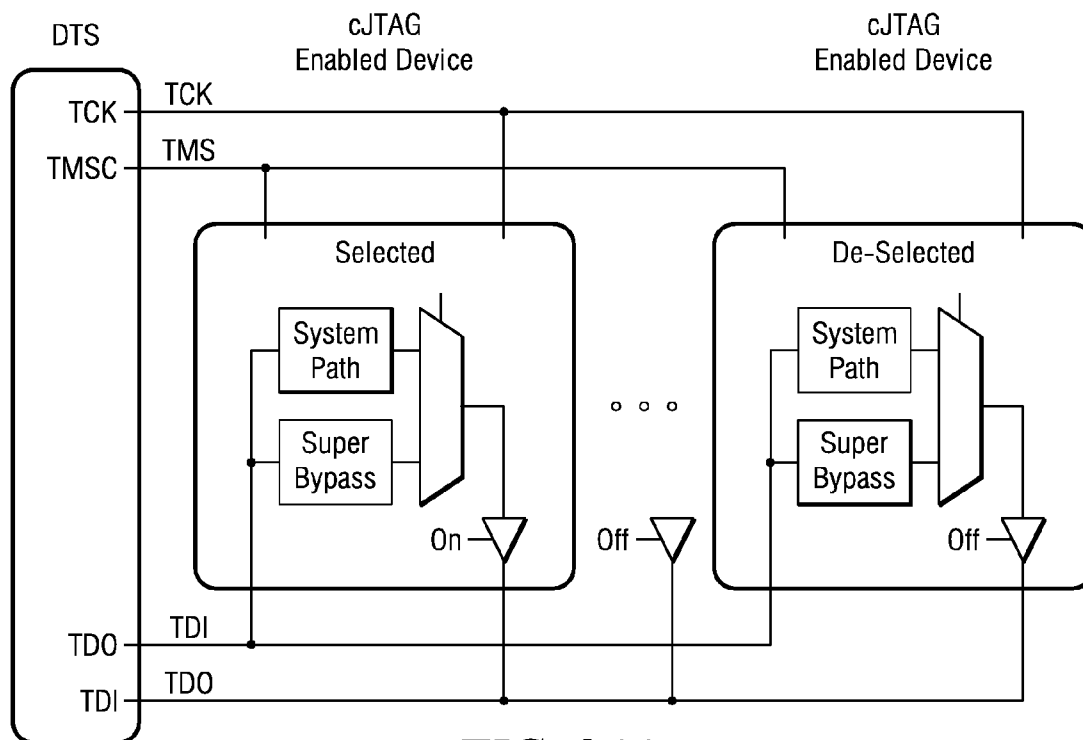 DTS
cJTAG
Enabled Device
cJTAG
Enabled Device
TCK
TCK
TMSC
TMS
Selected
De-Selected
System
Path
System
Path
Super
Bypass
Super
Bypass
On
Off
Off
TDO
TDI
TDI
TDO